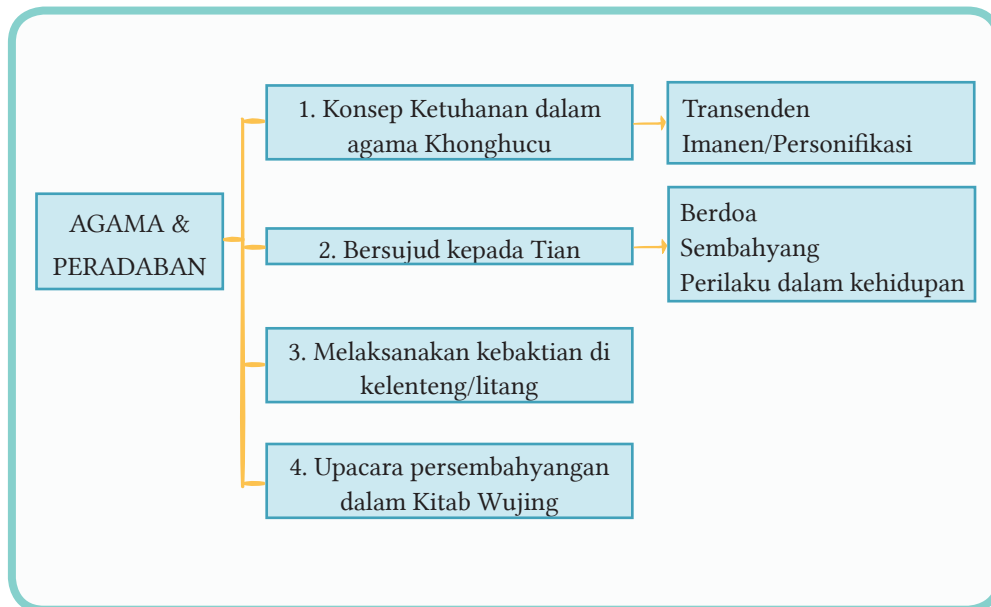 AGAMA &
PERADABAN
1. Konsep Ketuhanan dalam
agama Khonghucu
Transenden
Imanen/Personifikasi
2. Bersujud kepada Tian
Berdoa
Sembahyang
Perilaku dalam kehidupan
3. Melaksanakan kebaktian di
kelenteng/litang
4. Upacara persembahyangan
dalam Kitab Wujing